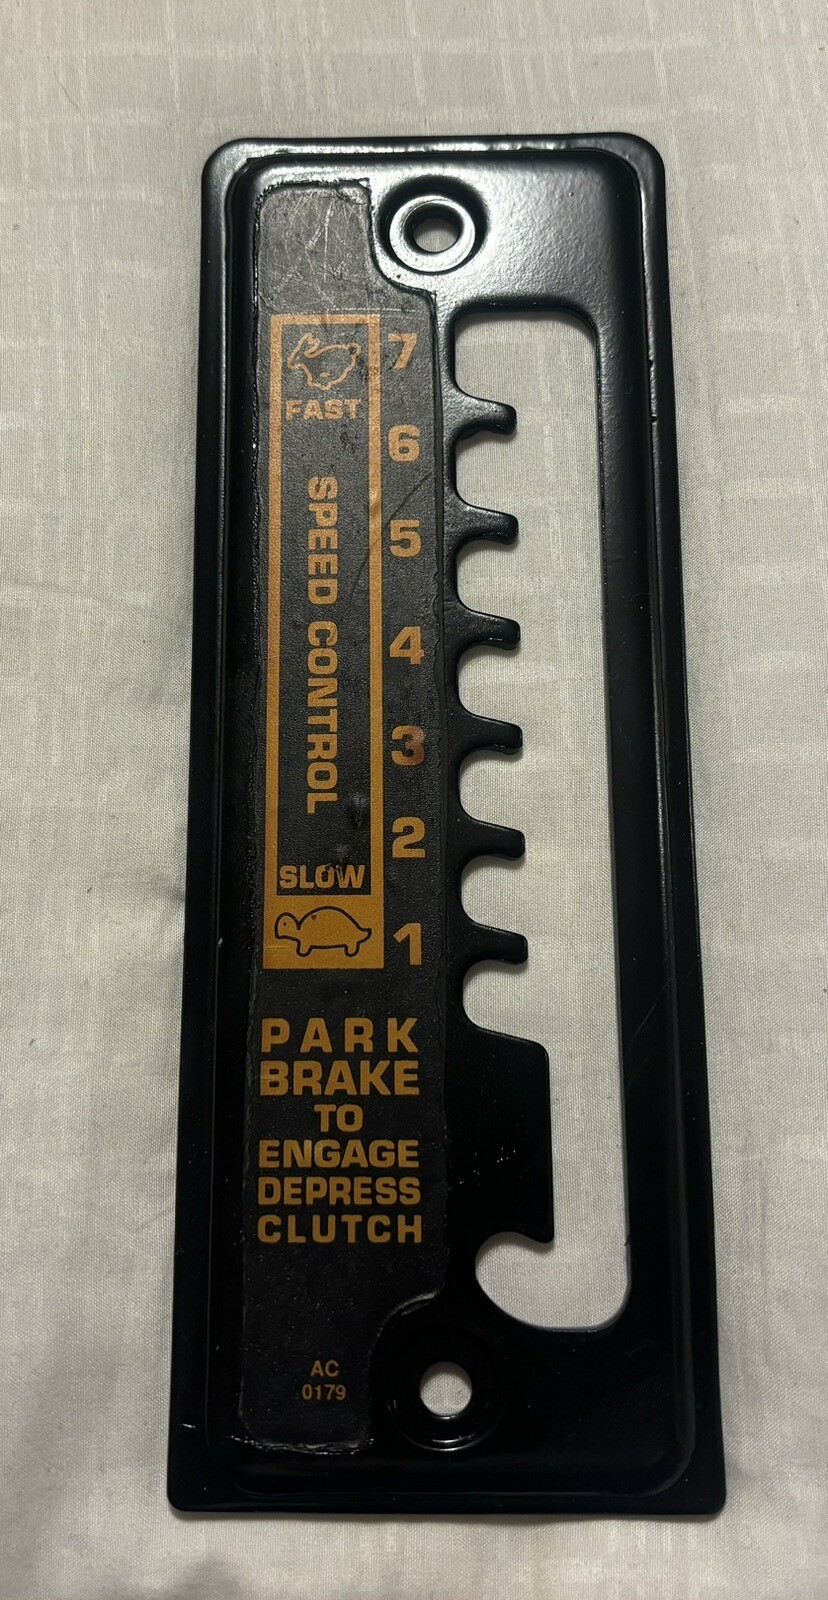 FAST
7
6
5
4
3
2
1
SPEED CONTROL
SLOW
PARK
BRAKE
TO
ENGAGE
DEPRESS
CLUTCH
AC
0179